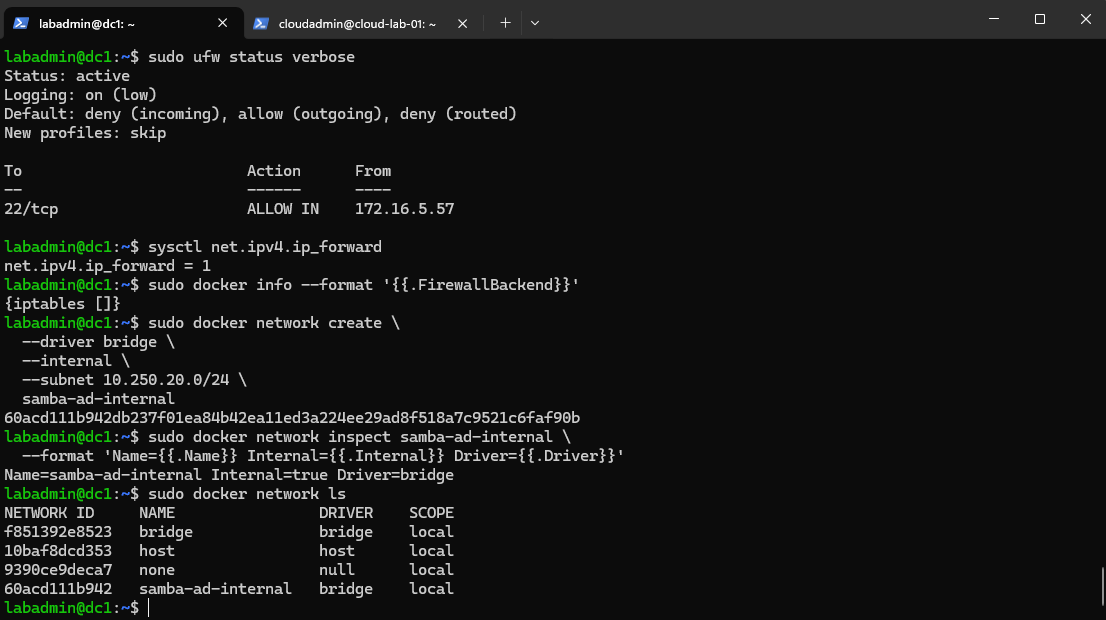 labadmin@dc1: ~
cloudadmin@cloud-lab-01: ~
labadmin@dc1:~$ sudo ufw status verbose
Status: active
Logging: on (low)
Default: deny (incoming), allow (outgoing), deny (routed)
New profiles: skip
To                         Action      From
--                         ------      ----
22/tcp                     ALLOW IN    172.16.5.57
labadmin@dc1:~$ sysctl net.ipv4.ip_forward
net.ipv4.ip_forward = 1
labadmin@dc1:~$ sudo docker info --format '{{.FirewallBackend}}'
{iptables []}
labadmin@dc1:~$ sudo docker network create \
  --driver bridge \
  --internal \
  --subnet 10.250.20.0/24 \
  samba-ad-internal
60acd111b942db237f01ea84b42ea11ed3a224ee29ad8f518a7c9521c6faf90b
labadmin@dc1:~$ sudo docker network inspect samba-ad-internal \
  --format 'Name={{.Name}} Internal={{.Internal}} Driver={{.Driver}}'
Name=samba-ad-internal Internal=true Driver=bridge
labadmin@dc1:~$ sudo docker network ls
NETWORK ID     NAME                DRIVER    SCOPE
f851392e8523   bridge              bridge    local
10baf8dcd353   host                host      local
9390ce9deca7   none                null      local
60acd111b942   samba-ad-internal   bridge    local
labadmin@dc1:~$